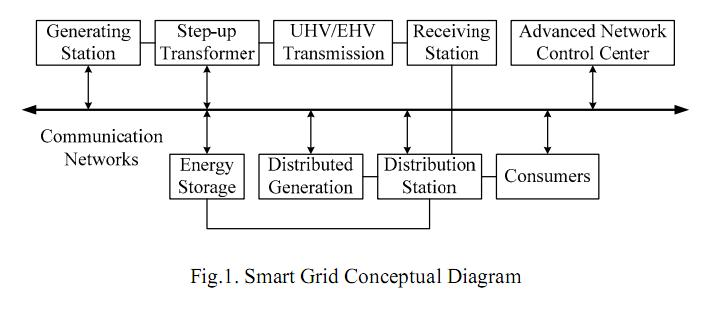 Generating
Station
Step-up
Transformer
UHV/EHV
Transmission
Receiving
Station
Advanced Network
Control Center
Communication
Networks
Energy
Storage
Distributed
Generation
Distribution
Station
Consumers
Fig.1. Smart Grid Conceptual Diagram